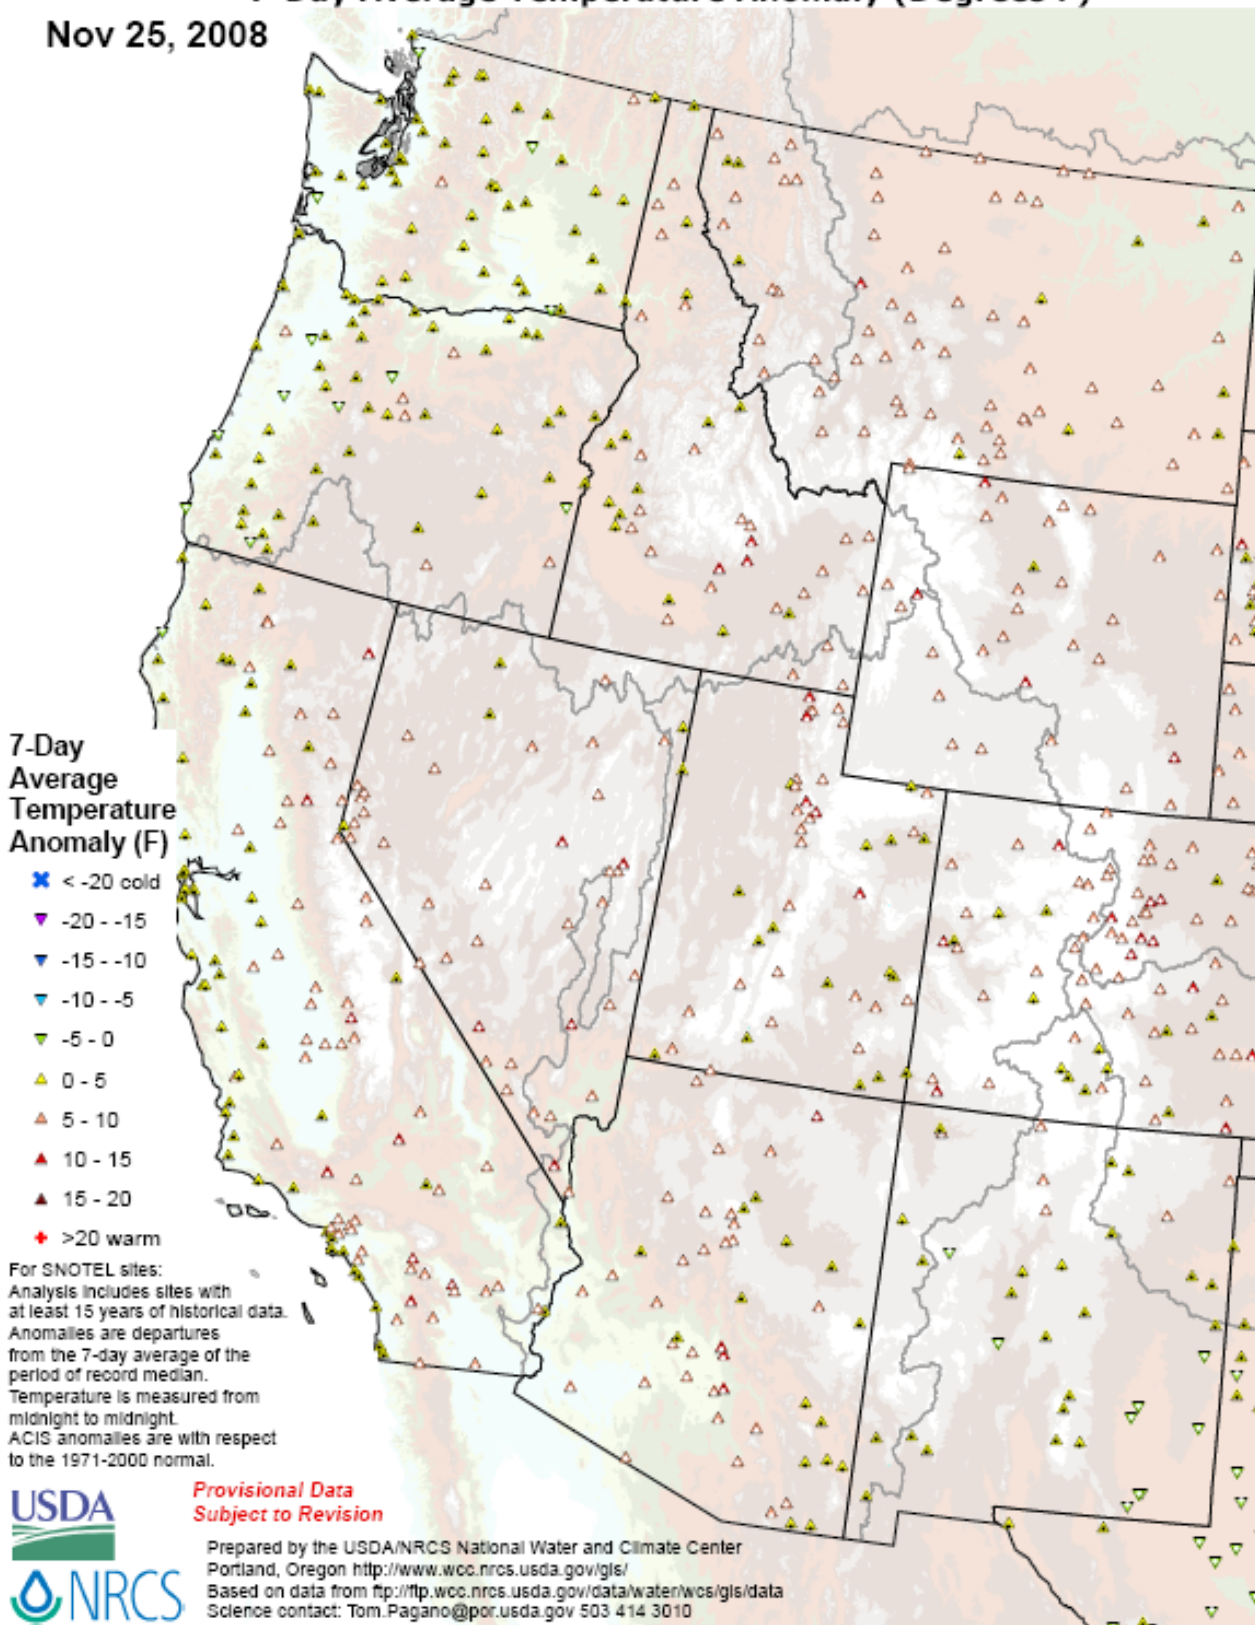 7-Day Average Temperature Anomaly (Degrees F)
Nov 25, 2008
7-Day
Average
Temperature
Anomaly (F)
< -20 cold
-20 - -15
-15 - -10
-10 - -5
-5 - 0
0 - 5
5 - 10
10 - 15
15 - 20
>20 warm
For SNOTEL sites:
Analysis includes sites with
at least 15 years of historical data.
Anomalies are departures
from the 7-day average of the
period of record median.
Temperature is measured from
midnight to midnight.
ACIS anomalies are with respect
to the 1971-2000 normal.
USDA
NRCS
Provisional Data
Subject to Revision
Prepared by the USDA/NRCS National Water and Climate Center
Portland, Oregon http://www.wcc.nrcs.usda.gov/gis/
Based on data from ftp://ftp.wcc.nrcs.usda.gov/data/water/wcs/gis/data
Science contact: Tom.Pagano@por.usda.gov 503 414 3010